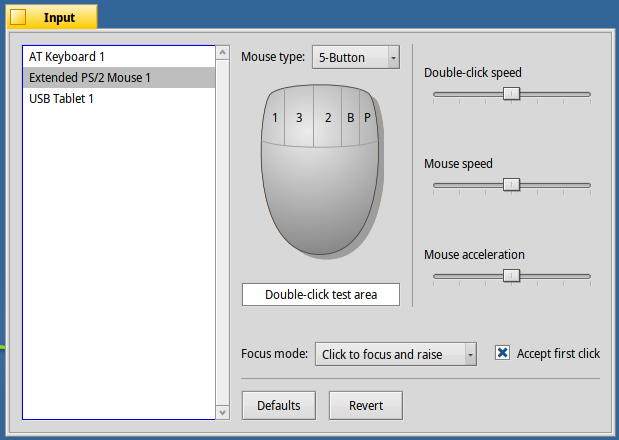 Input
AT Keyboard 1
Extended PS/2 Mouse 1
USB Tablet 1
Mouse type: 5-Button
1 3 2 B P
Double-click test area
Double-click speed
Mouse speed
Mouse acceleration
Focus mode: Click to focus and raise Accept first click
Defaults Revert